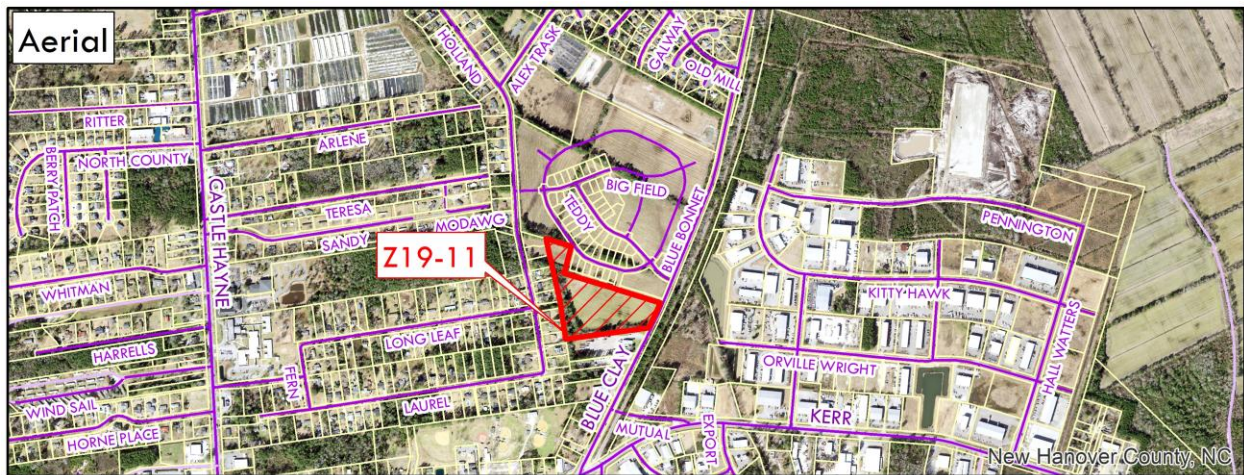 Aerial
HOLLAND
ALEX TRASK
GALWAY
OLD MILL
RITTER
ARLENE
NORTH COUNTY
BERRY PATCH
CASTLE HAYNE
BIG FIELD
TERESA
TEDDY
MODAWG
SANDY
BLUE BONNET
PENNINGTON
Z19-11
WHITMAN
KITTY HAWK
HARRELLS
LONG LEAF
FERN
ORVILLE WRIGHT
HALL WATTERS
WIND SAIL
LAUREL
BLUE CLAY
KERR
HORNE PLACE
MUTUAL
EXPORT
New Hanover County, NC